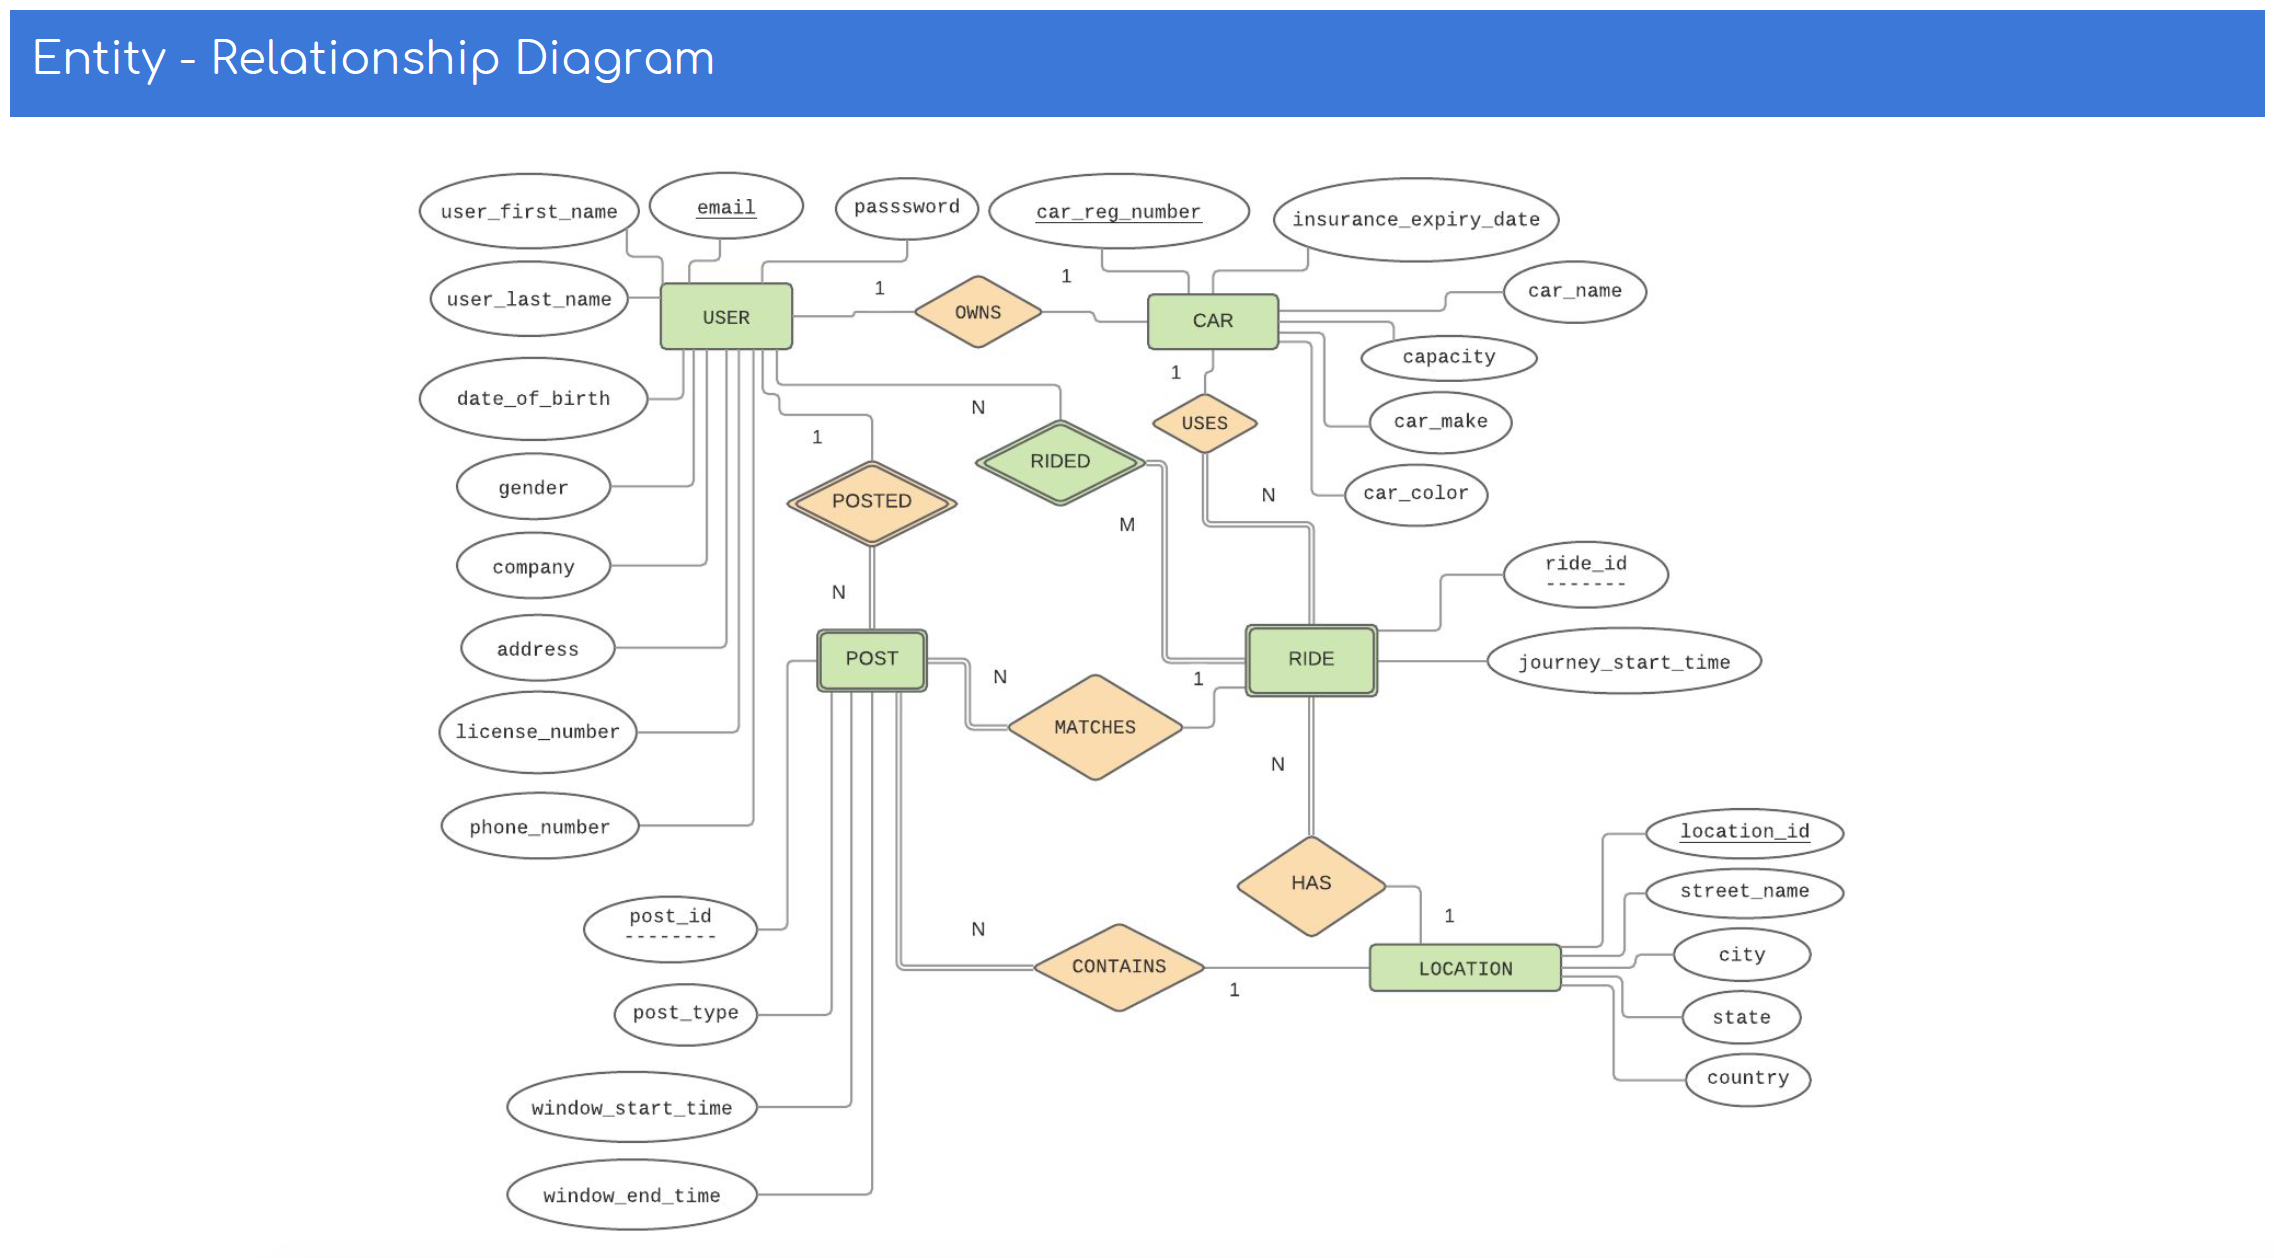 Entity - Relationship Diagram
user_first_name
email
passsword
car_reg_number
insurance_expiry_date
user_last_name
USER
1
OWNS
1
CAR
car_name
capacity
date_of_birth
N
1
USES
car_make
1
RIDED
gender
POSTED
M
N
car_color
company
N
ride_id
address
POST
N
1
RIDE
journey_start_time
license_number
MATCHES
N
phone_number
location_id
HAS
street_name
post_id
N
1
CONTAINS
LOCATION
city
1
post_type
state
country
window_start_time
window_end_time